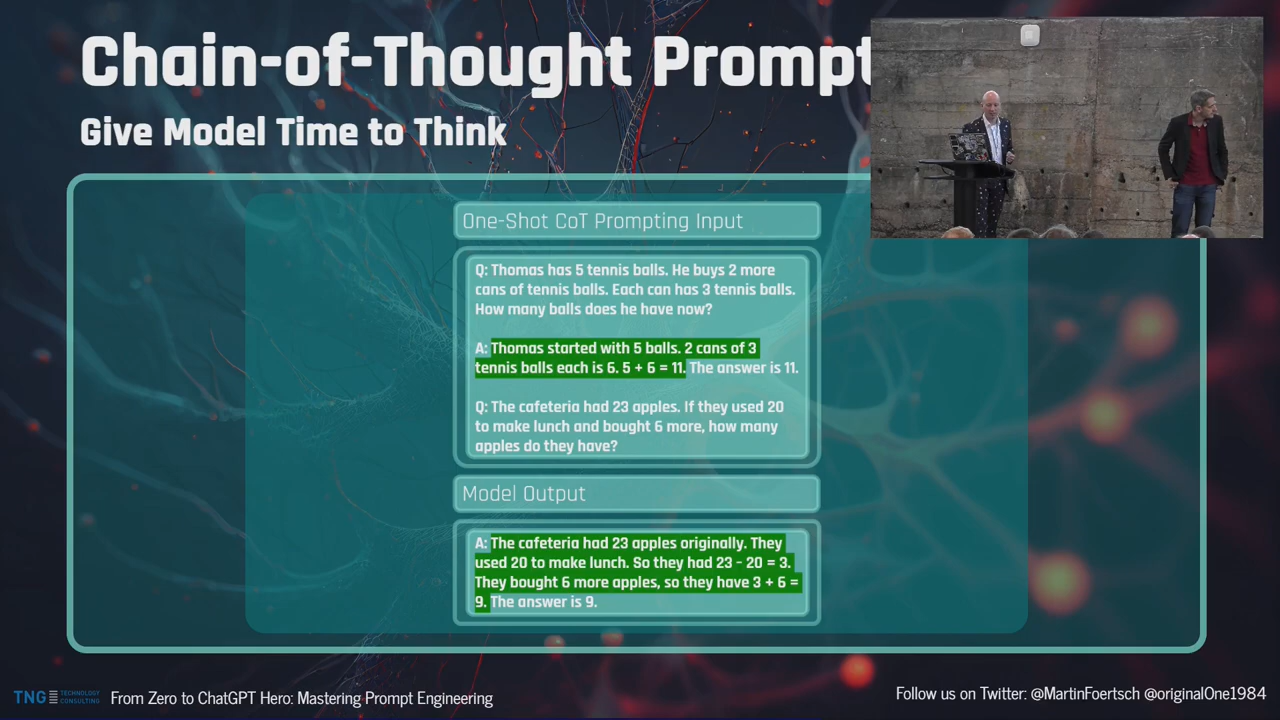 Chain-of-Thought Prompt
Give Model Time to Think
One-Shot CoT Prompting Input
Q: Thomas has 5 tennis balls. He buys 2 more
cans of tennis balls. Each can has 3 tennis balls.
How many balls does he have now?
A: Thomas started with 5 balls. 2 cans of 3
tennis balls each is 6. 5 + 6 = 11. The answer is 11.
Q: The cafeteria had 23 apples. If they used 20
to make lunch and bought 6 more, how many
apples do they have?
Model Output
A: The cafeteria had 23 apples originally. They
used 20 to make lunch. So they had 23 - 20 = 3.
They bought 6 more apples, so they have 3 + 6 =
9. The answer is 9.
TNG TECHNOLOGY
CONSULTING
From Zero to ChatGPT Hero: Mastering Prompt Engineering
Follow us on Twitter: @MartinFoertsch @originalOne1984